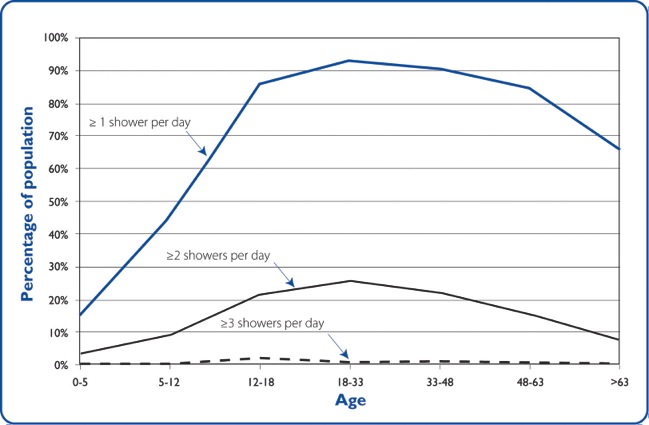 100%
90%
80%
70%
60%
50%
40%
30%
20%
10%
0%
Percentage of population
≥ 1 shower per day
≥2 showers per day
≥3 showers per day
0-5 5-12 12-18 18-33 33-48 48-63 >63
Age